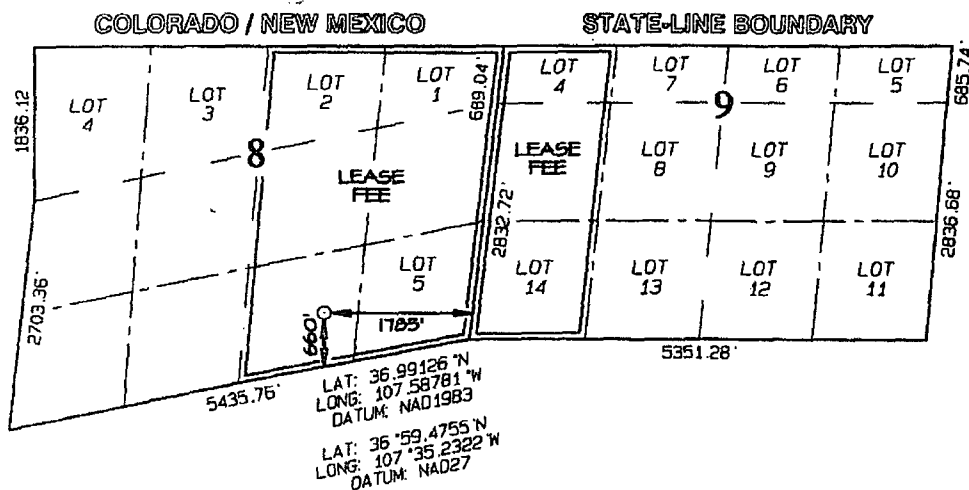 COLORADO / NEW MEXICO STATE-LINE BOUNDARY
1836.12
LOT
4
LOT
3
LOT
2
LOT
1
689.04'
LOT
4
LOT
7
LOT
6
LOT
5
685.74'
8
9
LEASE
FEE
LEASE
FEE
LOT
8
LOT
9
LOT
10
2703.36'
2832.72'
2836.68'
LOT
5
LOT
14
LOT
13
LOT
12
LOT
11
660'
1785'
5435.76'
5351.28'
LAT: 36.99126 °N
LONG: 107.58781 °W
DATUM: NAD1983
LAT: 36 °59.4755 'N
LONG: 107 °35.2322 'W
DATUM: NAD27